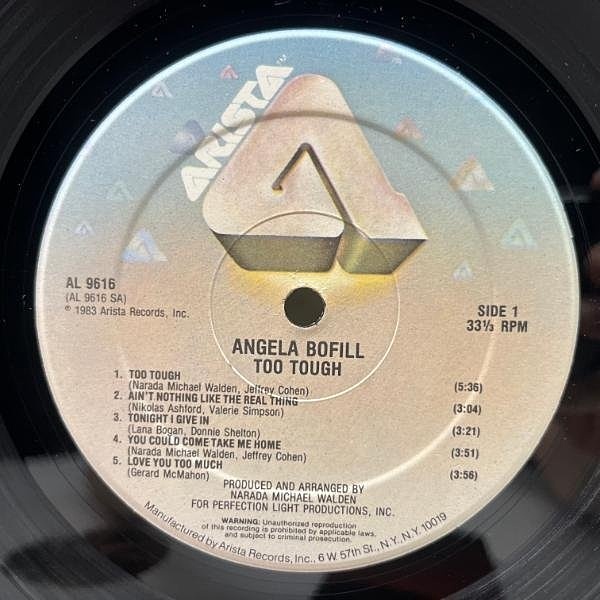 ARISTA™
AL 9616
(AL 9616 SA)
℗ 1983 Arista Records, Inc.
SIDE 1
33⅓ RPM
ANGELA BOFILL
TOO TOUGH
1. TOO TOUGH
(Narada Michael Walden, Jeffrey Cohen) (5:36)
2. AIN'T NOTHING LIKE THE REAL THING
(Nikolas Ashford, Valerie Simpson) (3:04)
3. TONIGHT I GIVE IN
(Lana Bogan, Donnie Shelton) (3:21)
4. YOU COULD COME TAKE ME HOME
(Narada Michael Walden, Jeffrey Cohen) (3:51)
5. LOVE YOU TOO MUCH
(Gerard McMahon) (3:56)
PRODUCED AND ARRANGED BY
NARADA MICHAEL WALDEN
FOR PERFECTION LIGHT PRODUCTIONS, INC.
WARNING: Unauthorized reproduction
of this recording is prohibited by applicable laws,
and subject to criminal prosecution.
Manufactured by Arista Records, Inc., 6 W. 57th St., N.Y. N.Y. 10019